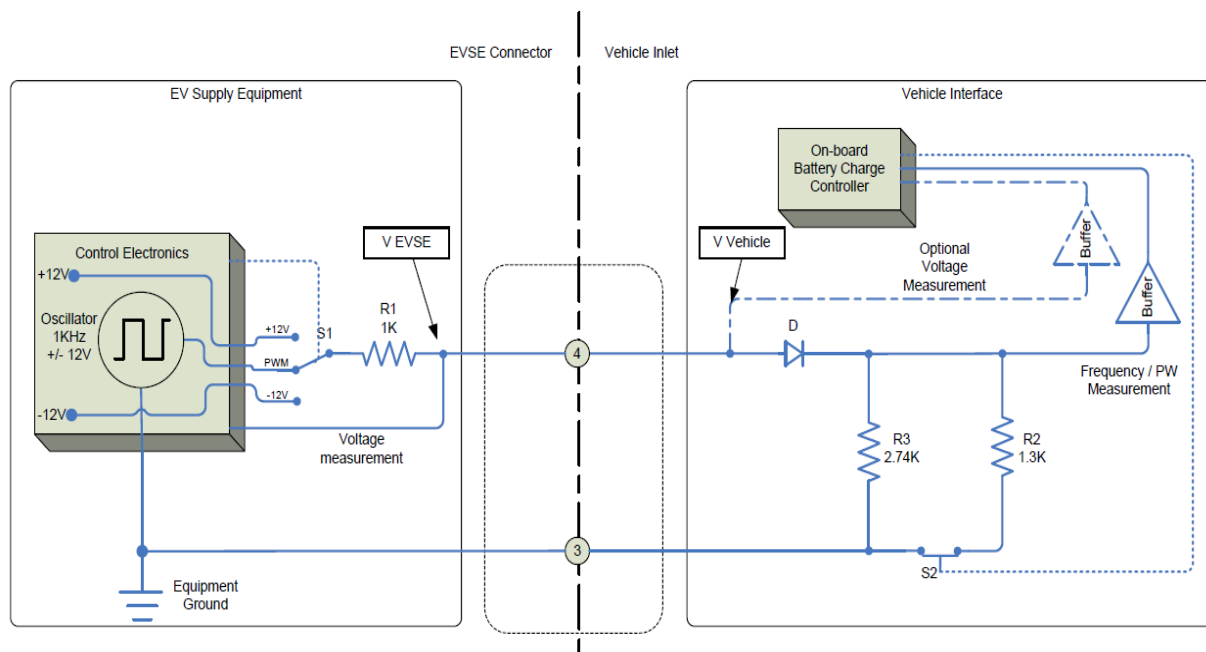 EVSE Connector
Vehicle Inlet
EV Supply Equipment
Vehicle Interface
On-board
Battery Charge
Controller
Control Electronics
+12V
Oscillator
1KHz
+/- 12V
-12V
+12V
PWM
-12V
S1
R1
1K
V EVSE
Voltage
measurement
4
V Vehicle
Optional
Voltage
Measurement
Buffer
Buffer
D
Frequency / PW
Measurement
R3
2.74K
R2
1.3K
3
S2
Equipment
Ground